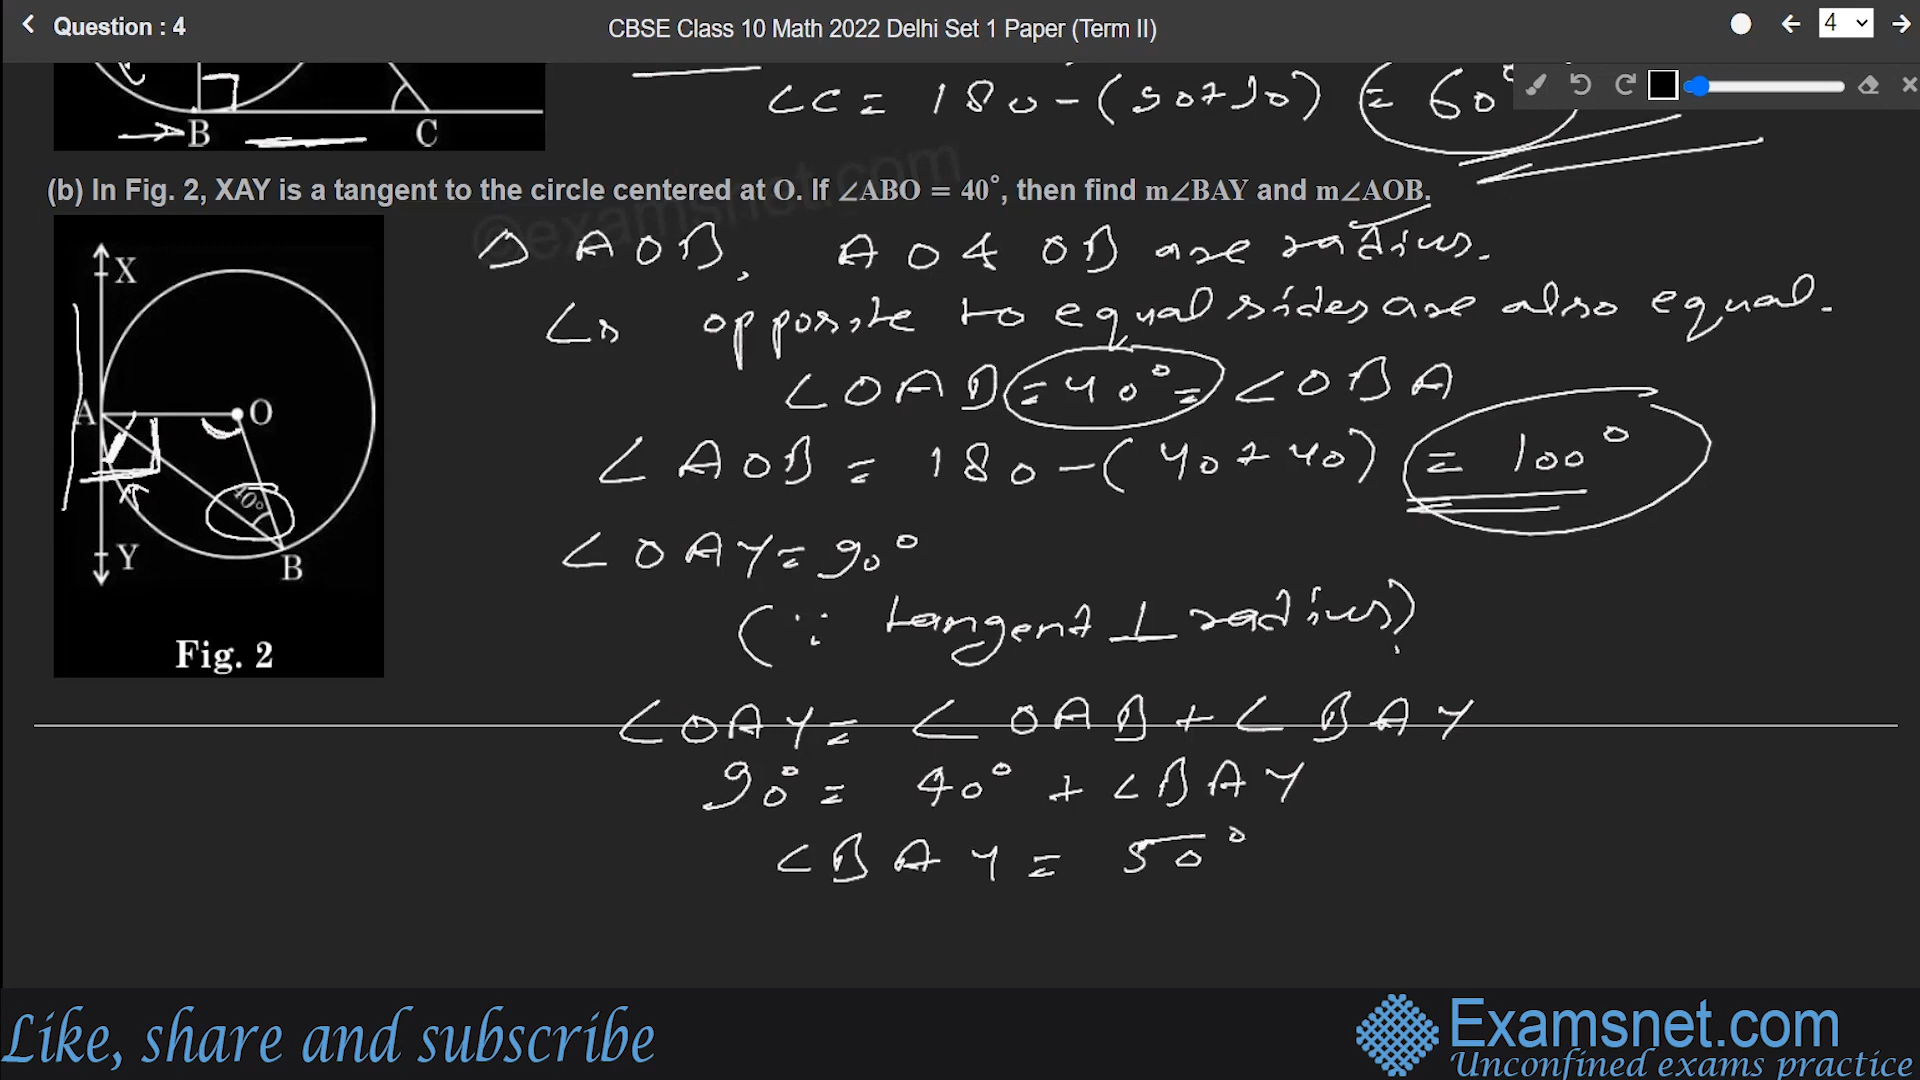 Question : 4
CBSE Class 10 Math 2022 Delhi Set 1 Paper (Term II)
4
B
C
∠C = 180 - (30+90) = 60°
(b) In Fig. 2, XAY is a tangent to the circle centered at O. If ∠ABO = 40°, then find m∠BAY and m∠AOB.
@examsnet.com
X
A
O
40°
Y
B
Fig. 2
△ AOB, AO & OB are radius.
∠s opposite to equal sides are also equal.
∠OAB = 40° = ∠OBA
∠AOB = 180 - (40+40) = 100°
∠OAY = 90°
(∵ tangent ⊥ radius)
∠OAY = ∠OAB + ∠BAY
90° = 40° + ∠BAY
∠BAY = 50°
Like, share and subscribe
Examsnet.com
Unconfined exams practice